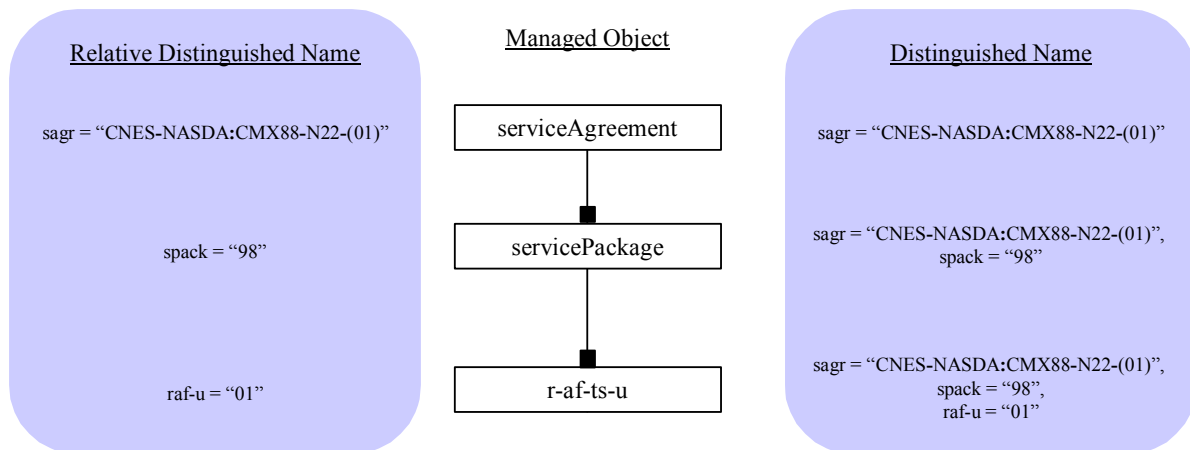 Relative Distinguished Name
Managed Object
Distinguished Name
sagr = “CNES-NASDA:CMX88-N22-(01)”
serviceAgreement
sagr = “CNES-NASDA:CMX88-N22-(01)”
spack = “98”
servicePackage
sagr = “CNES-NASDA:CMX88-N22-(01)”,
spack = “98”
raf-u = “01”
r-af-ts-u
sagr = “CNES-NASDA:CMX88-N22-(01)”,
spack = “98”,
raf-u = “01”